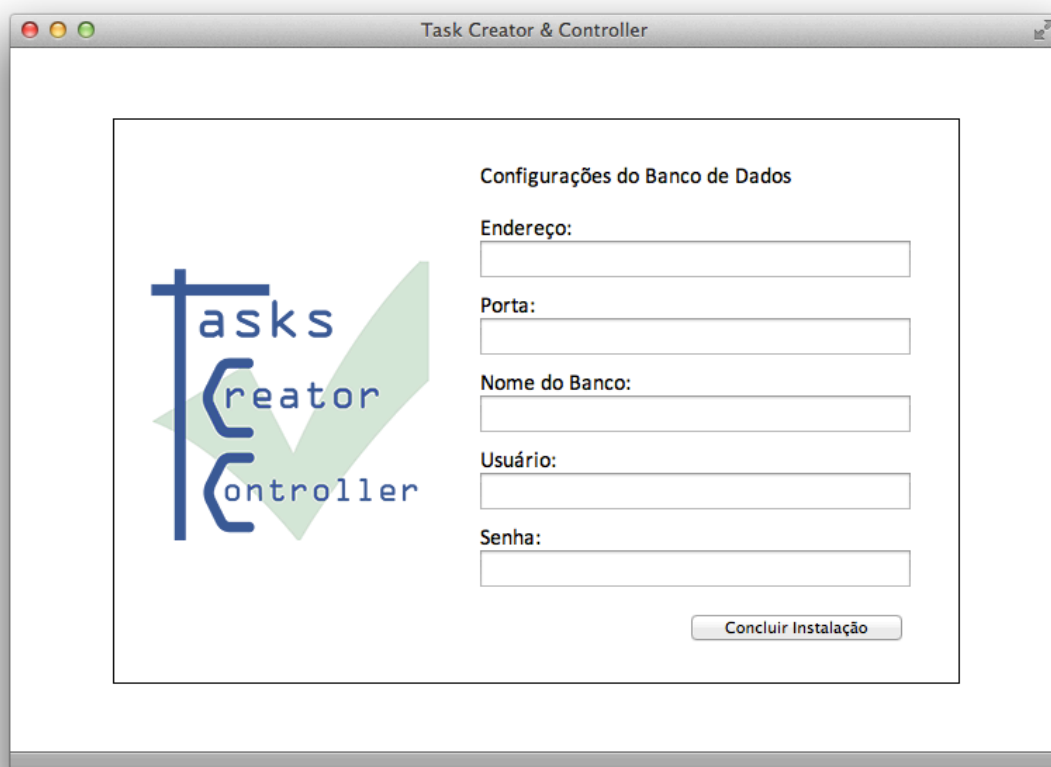 Task Creator & Controller
Tasks
Creator
Controller
Configurações do Banco de Dados
Endereço:
Porta:
Nome do Banco:
Usuário:
Senha:
Concluir Instalação